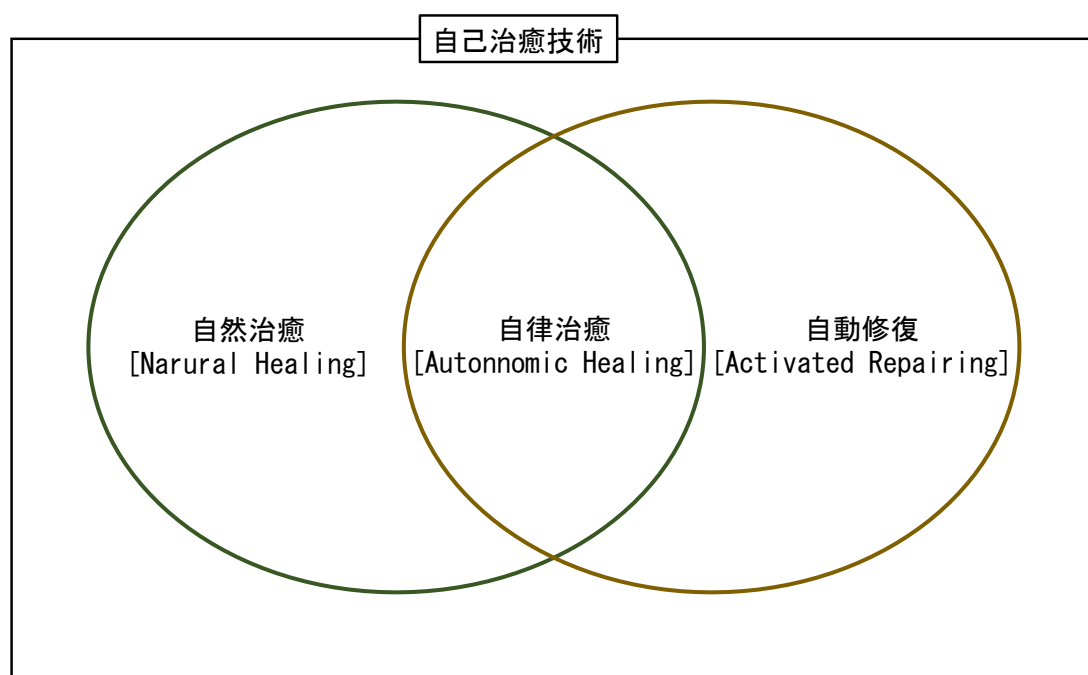 自己治癒技術
自然治癒
[Narural Healing]
自律治癒
[Autonnomic Healing]
自動修復
[Activated Repairing]